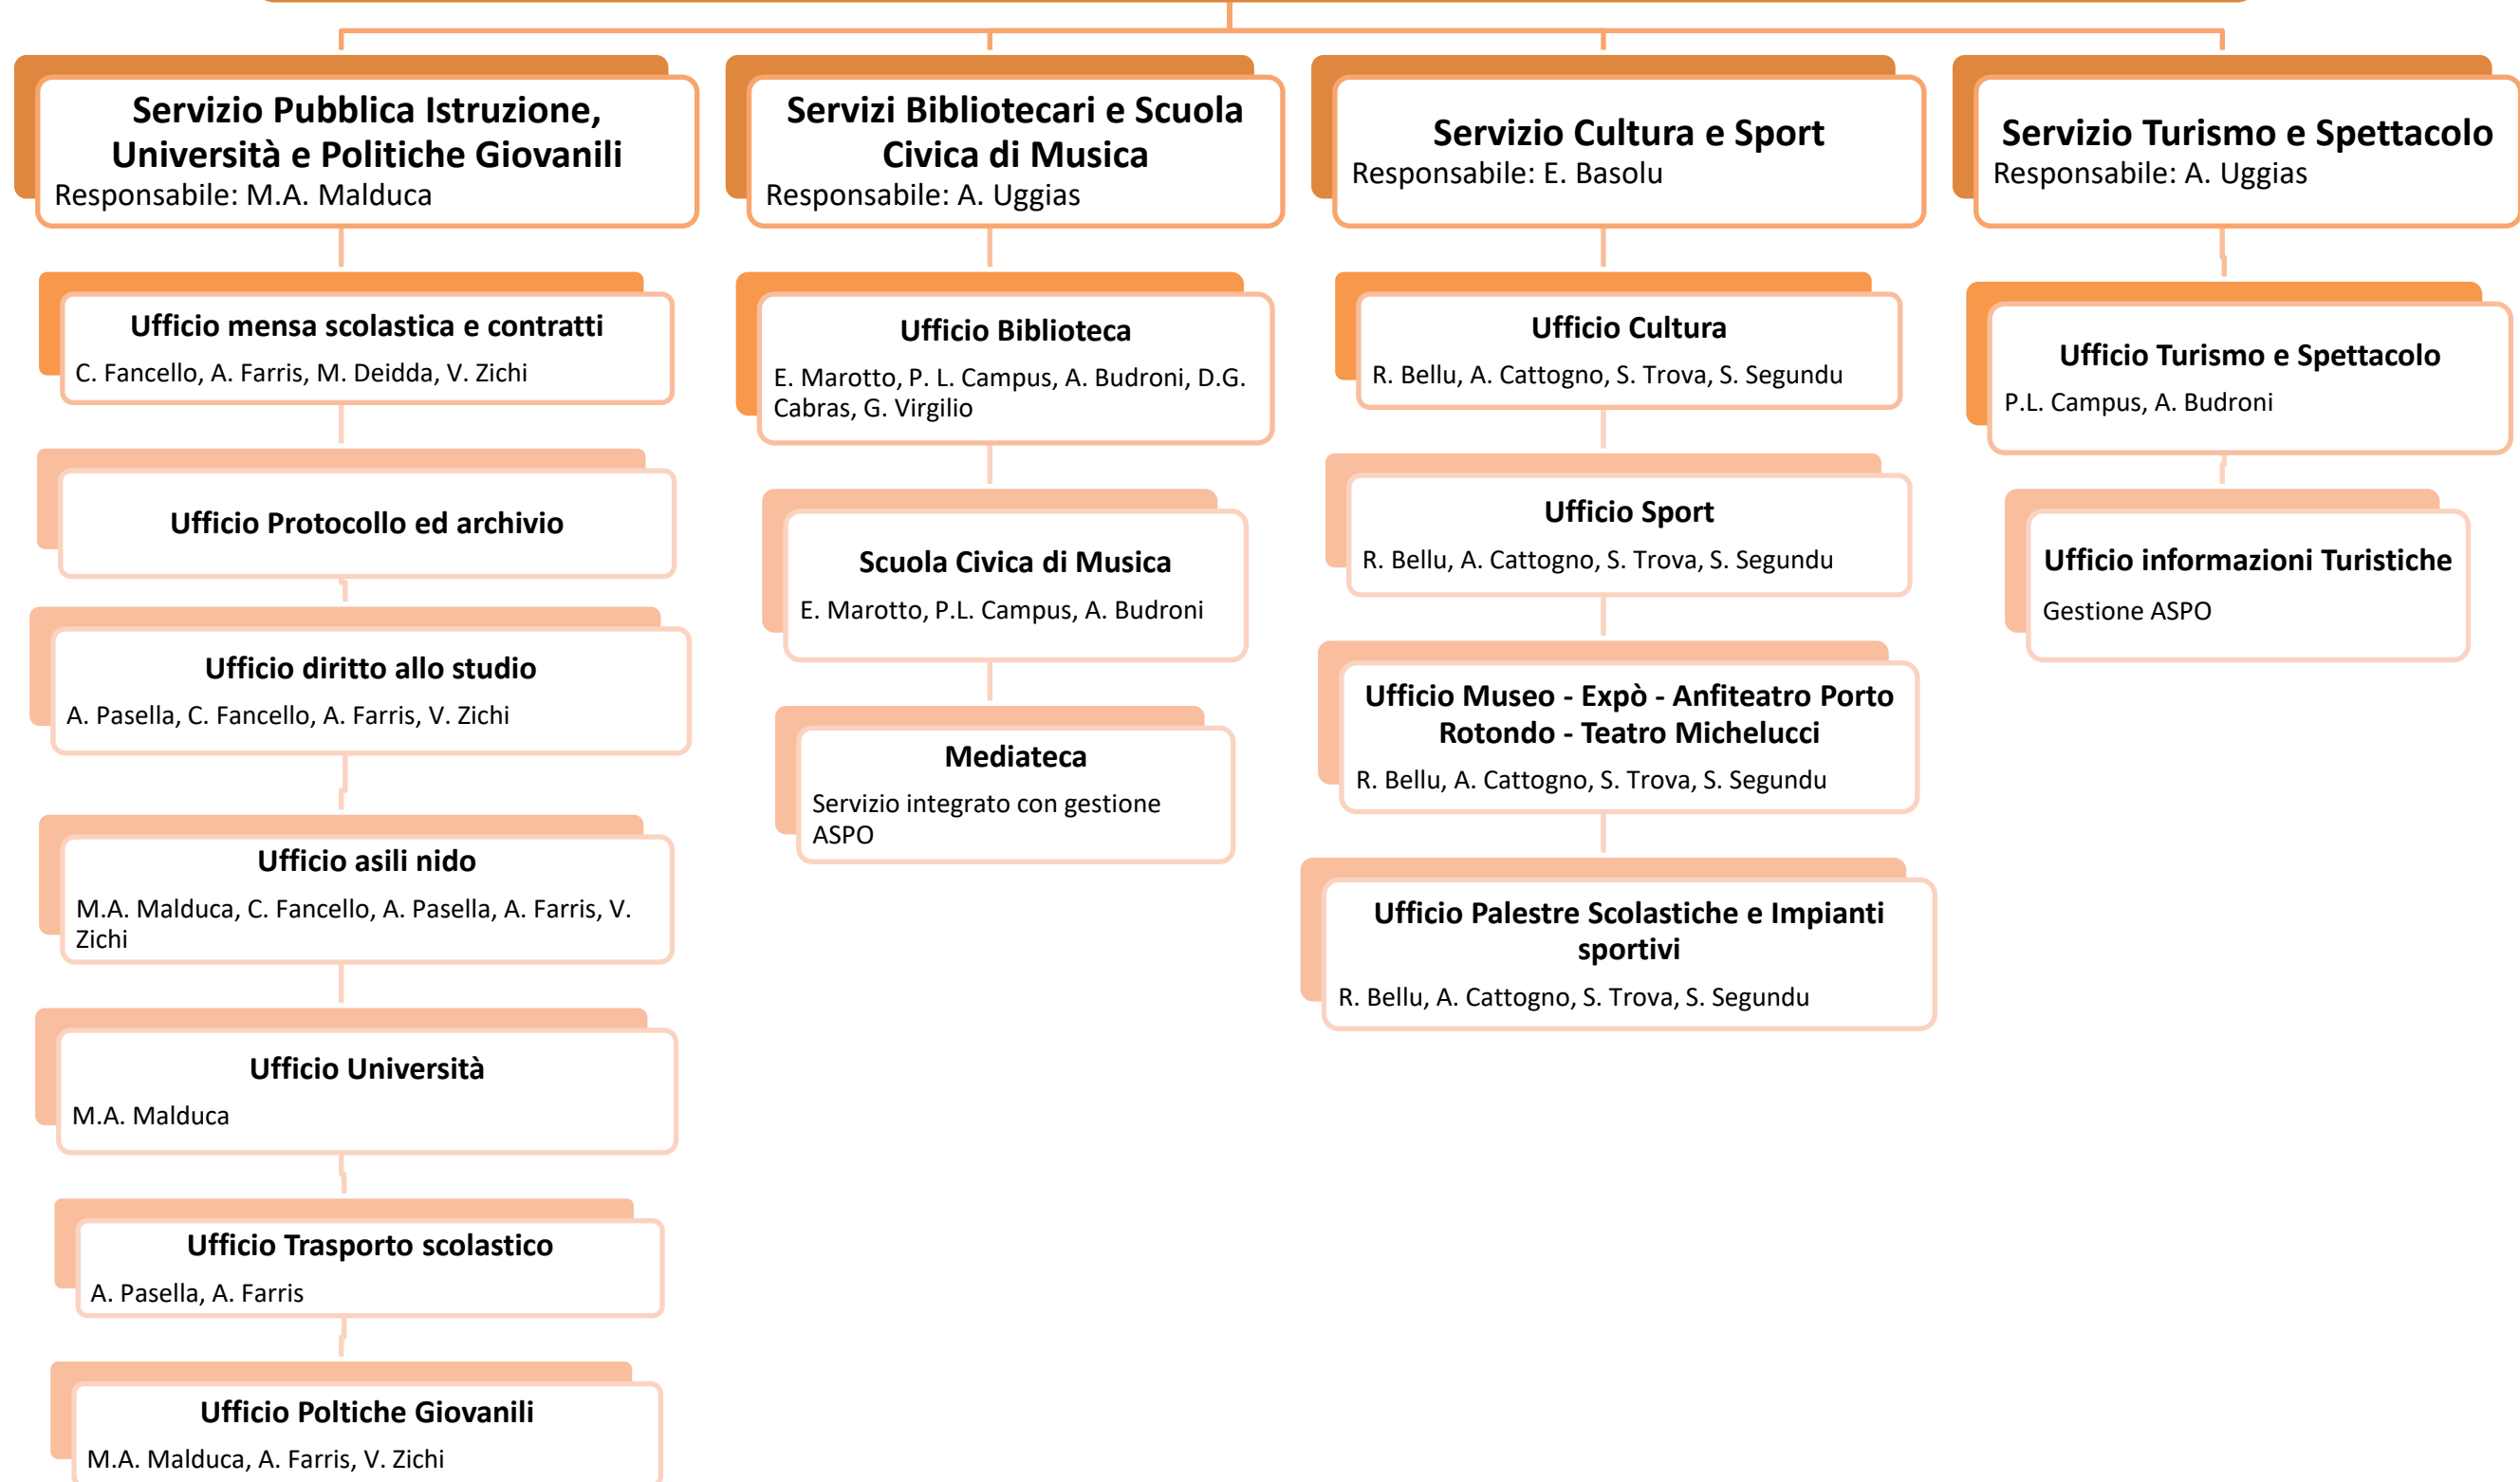 Servizio Pubblica Istruzione,
Università e Politiche Giovanili
Responsabile: M.A. Malduca
Ufficio mensa scolastica e contratti
C. Fancello, A. Farris, M. Deidda, V. Zichi
Ufficio Protocollo ed archivio
Ufficio diritto allo studio
A. Pasella, C. Fancello, A. Farris, V. Zichi
Ufficio asili nido
M.A. Malduca, C. Fancello, A. Pasella, A. Farris, V.
Zichi
Ufficio Università
M.A. Malduca
Ufficio Trasporto scolastico
A. Pasella, A. Farris
Ufficio Poltiche Giovanili
M.A. Malduca, A. Farris, V. Zichi
Servizi Bibliotecari e Scuola
Civica di Musica
Responsabile: A. Uggias
Ufficio Biblioteca
E. Marotto, P. L. Campus, A. Budroni, D.G.
Cabras, G. Virgilio
Scuola Civica di Musica
E. Marotto, P.L. Campus, A. Budroni
Mediateca
Servizio integrato con gestione
ASPO
Servizio Cultura e Sport
Responsabile: E. Basolu
Ufficio Cultura
R. Bellu, A. Cattogno, S. Trova, S. Segundu
Ufficio Sport
R. Bellu, A. Cattogno, S. Trova, S. Segundu
Ufficio Museo - Expò - Anfiteatro Porto
Rotondo - Teatro Michelucci
R. Bellu, A. Cattogno, S. Trova, S. Segundu
Ufficio Palestre Scolastiche e Impianti
sportivi
R. Bellu, A. Cattogno, S. Trova, S. Segundu
Servizio Turismo e Spettacolo
Responsabile: A. Uggias
Ufficio Turismo e Spettacolo
P.L. Campus, A. Budroni
Ufficio informazioni Turistiche
Gestione ASPO